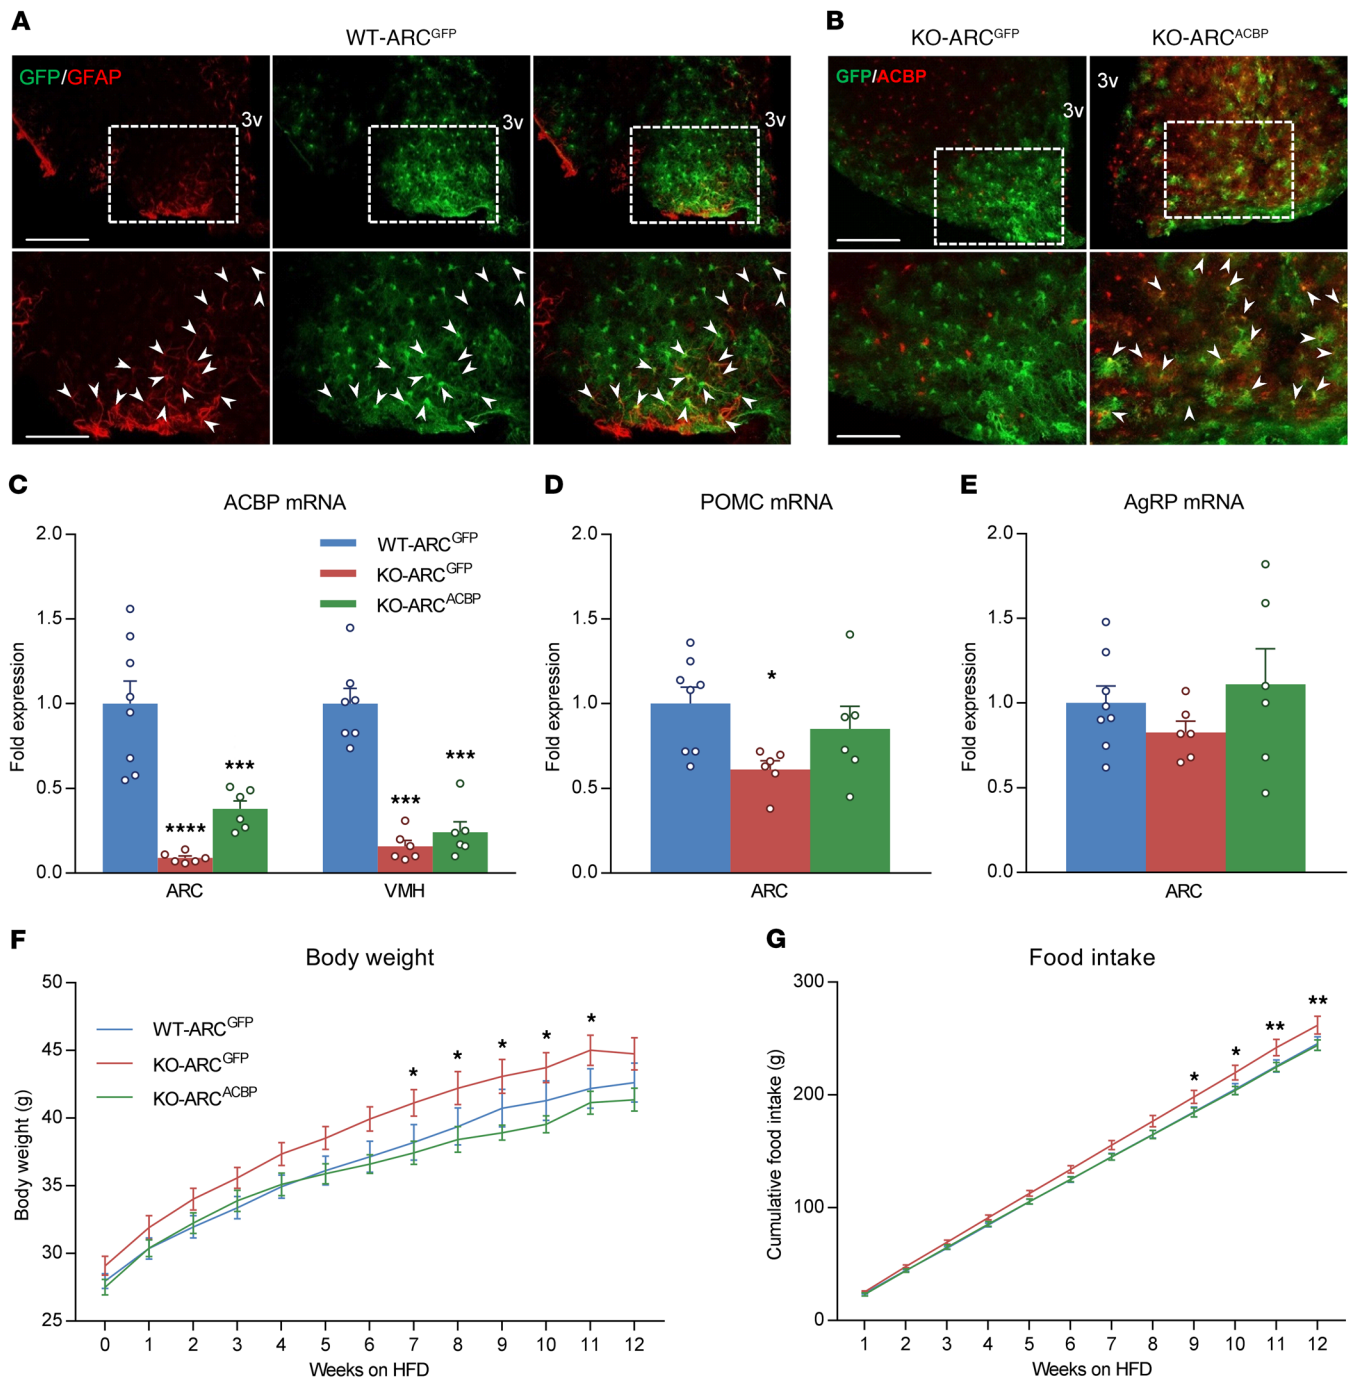 A
WT-ARCGFP
GFP/GFAP
3v
3v
3v
B
KO-ARCGFP
KO-ARCACBP
GFP/ACBP
3v
3v
C
ACBP mRNA
Fold expression
2.0
1.5
1.0
0.5
0.0
WT-ARCGFP
KO-ARCGFP
KO-ARCACBP
****
***
***
***
ARC
VMH
D
POMC mRNA
Fold expression
2.0
1.5
1.0
0.5
0.0
*
ARC
E
AgRP mRNA
Fold expression
2.0
1.5
1.0
0.5
0.0
ARC
F
Body weight
Body weight (g)
50
45
40
35
30
25
WT-ARCGFP
KO-ARCGFP
KO-ARCACBP
* * * * *
0 1 2 3 4 5 6 7 8 9 10 11 12
Weeks on HFD
G
Food intake
Cumulative food intake (g)
300
200
100
0
* * ** **
1 2 3 4 5 6 7 8 9 10 11 12
Weeks on HFD